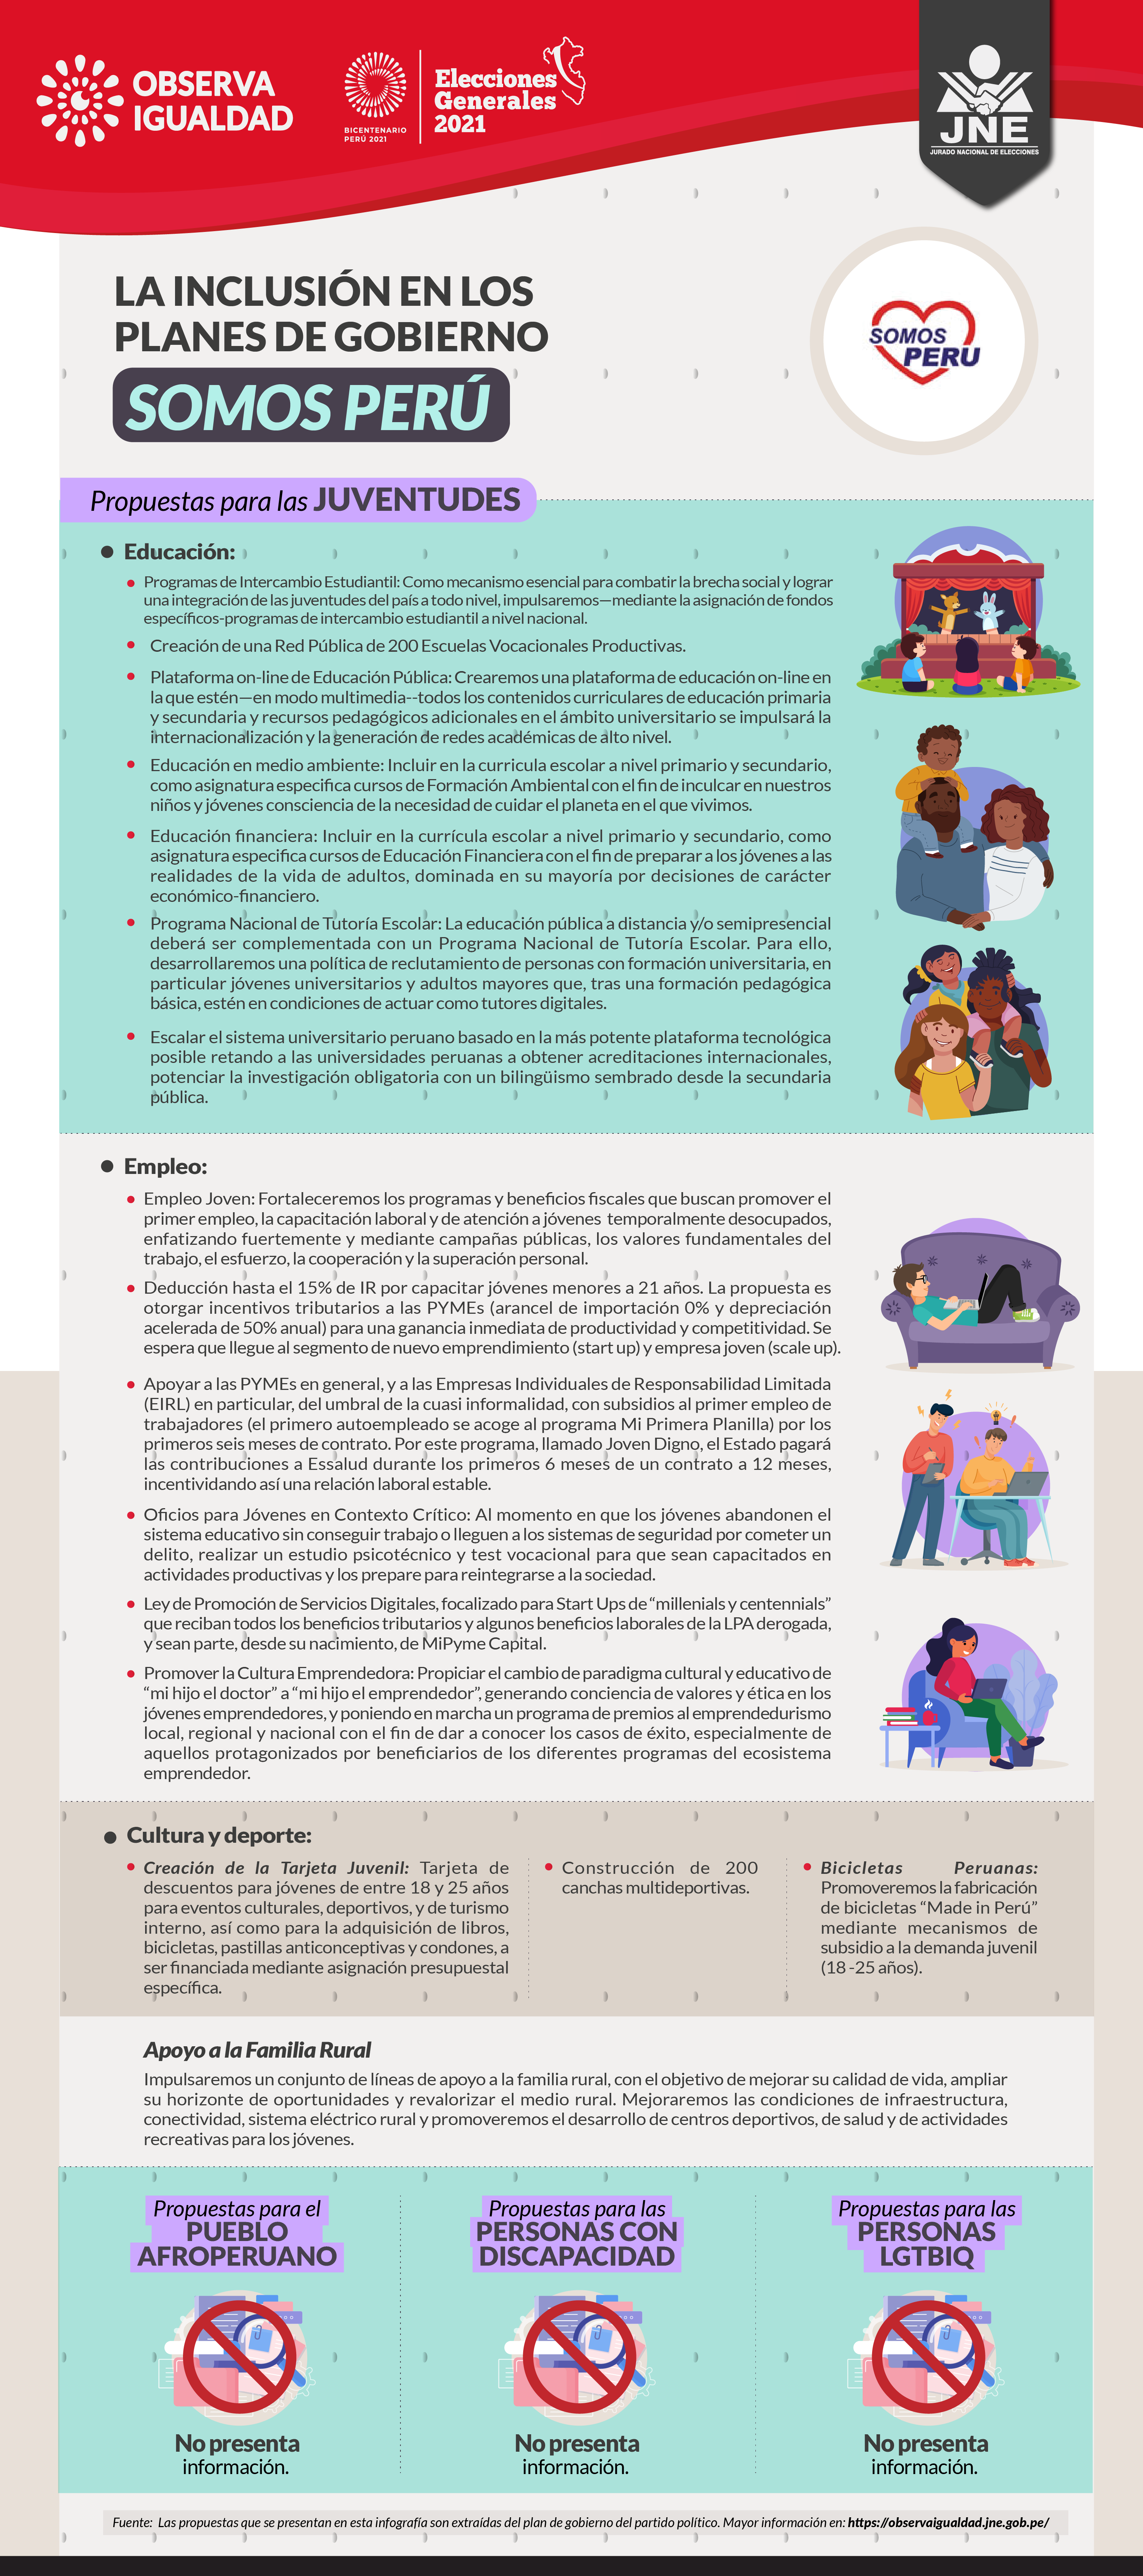 OBSERVA
IGUALDAD
BICENTENARIO
PERÚ 2021
Elecciones
Generales
2021
JNE
JURADO NACIONAL DE ELECCIONES
LA INCLUSIÓN EN LOS
PLANES DE GOBIERNO
SOMOS PERÚ
SOMOS
PERU
Propuestas para las JUVENTUDES
Educación:
Programas de Intercambio Estudiantil: Como mecanismo esencial para combatir la brecha social y lograr
una integración de las juventudes del país a todo nivel, impulsaremos—mediante la asignación de fondos
específicos-programas de intercambio estudiantil a nivel nacional.
Creación de una Red Pública de 200 Escuelas Vocacionales Productivas.
Plataforma on-line de Educación Pública: Crearemos una plataforma de educación on-line en
la que estén—en modo multimedia--todos los contenidos curriculares de educación primaria
y secundaria y recursos pedagógicos adicionales en el ámbito universitario se impulsará la
internacionalización y la generación de redes académicas de alto nivel.
Educación en medio ambiente: Incluir en la curricula escolar a nivel primario y secundario,
como asignatura especifica cursos de Formación Ambiental con el fin de inculcar en nuestros
niños y jóvenes consciencia de la necesidad de cuidar el planeta en el que vivimos.
Educación financiera: Incluir en la currícula escolar a nivel primario y secundario, como
asignatura especifica cursos de Educación Financiera con el fin de preparar a los jóvenes a las
realidades de la vida de adultos, dominada en su mayoría por decisiones de carácter
económico-financiero.
Programa Nacional de Tutoría Escolar: La educación pública a distancia y/o semipresencial
deberá ser complementada con un Programa Nacional de Tutoría Escolar. Para ello,
desarrollaremos una política de reclutamiento de personas con formación universitaria, en
particular jóvenes universitarios y adultos mayores que, tras una formación pedagógica
básica, estén en condiciones de actuar como tutores digitales.
Escalar el sistema universitario peruano basado en la más potente plataforma tecnológica
posible retando a las universidades peruanas a obtener acreditaciones internacionales,
potenciar la investigación obligatoria con un bilingüismo sembrado desde la secundaria
pública.
Empleo:
Empleo Joven: Fortaleceremos los programas y beneficios fiscales que buscan promover el
primer empleo, la capacitación laboral y de atención a jóvenes temporalmente desocupados,
enfatizando fuertemente y mediante campañas públicas, los valores fundamentales del
trabajo, el esfuerzo, la cooperación y la superación personal.
Deducción hasta el 15% de IR por capacitar jóvenes menores a 21 años. La propuesta es
otorgar incentivos tributarios a las PYMEs (arancel de importación 0% y depreciación
acelerada de 50% anual) para una ganancia inmediata de productividad y competitividad. Se
espera que llegue al segmento de nuevo emprendimiento (start up) y empresa joven (scale up).
Apoyar a las PYMEs en general, y a las Empresas Individuales de Responsabilidad Limitada
(EIRL) en particular, del umbral de la cuasi informalidad, con subsidios al primer empleo de
trabajadores (el primero autoempleado se acoge al programa Mi Primera Planilla) por los
primeros seis meses de contrato. Por este programa, llamado Joven Digno, el Estado pagará
las contribuciones a Essalud durante los primeros 6 meses de un contrato a 12 meses,
incentividando así una relación laboral estable.
Oficios para Jóvenes en Contexto Crítico: Al momento en que los jóvenes abandonen el
sistema educativo sin conseguir trabajo o lleguen a los sistemas de seguridad por cometer un
delito, realizar un estudio psicotécnico y test vocacional para que sean capacitados en
actividades productivas y los prepare para reintegrarse a la sociedad.
Ley de Promoción de Servicios Digitales, focalizado para Start Ups de “millenials y centennials”
que reciban todos los beneficios tributarios y algunos beneficios laborales de la LPA derogada,
y sean parte, desde su nacimiento, de MiPyme Capital.
Promover la Cultura Emprendedora: Propiciar el cambio de paradigma cultural y educativo de
“mi hijo el doctor” a “mi hijo el emprendedor”, generando conciencia de valores y ética en los
jóvenes emprendedores, y poniendo en marcha un programa de premios al emprendedurismo
local, regional y nacional con el fin de dar a conocer los casos de éxito, especialmente de
aquellos protagonizados por beneficiarios de los diferentes programas del ecosistema
emprendedor.
Cultura y deporte:
Creación de la Tarjeta Juvenil: Tarjeta de
descuentos para jóvenes de entre 18 y 25 años
para eventos culturales, deportivos, y de turismo
interno, así como para la adquisición de libros,
bicicletas, pastillas anticonceptivas y condones, a
ser financiada mediante asignación presupuestal
específica.
Construcción de 200
canchas multideportivas.
Bicicletas Peruanas:
Promoveremos la fabricación
de bicicletas “Made in Perú”
mediante mecanismos de
subsidio a la demanda juvenil
(18 -25 años).
Apoyo a la Familia Rural
Impulsaremos un conjunto de líneas de apoyo a la familia rural, con el objetivo de mejorar su calidad de vida, ampliar
su horizonte de oportunidades y revalorizar el medio rural. Mejoraremos las condiciones de infraestructura,
conectividad, sistema eléctrico rural y promoveremos el desarrollo de centros deportivos, de salud y de actividades
recreativas para los jóvenes.
Propuestas para el
PUEBLO
AFROPERUANO
No presenta
información.
Propuestas para las
PERSONAS CON
DISCAPACIDAD
No presenta
información.
Propuestas para las
PERSONAS
LGTBIQ
No presenta
información.
Fuente: Las propuestas que se presentan en esta infografía son extraídas del plan de gobierno del partido político. Mayor información en: https://observaigualdad.jne.gob.pe/